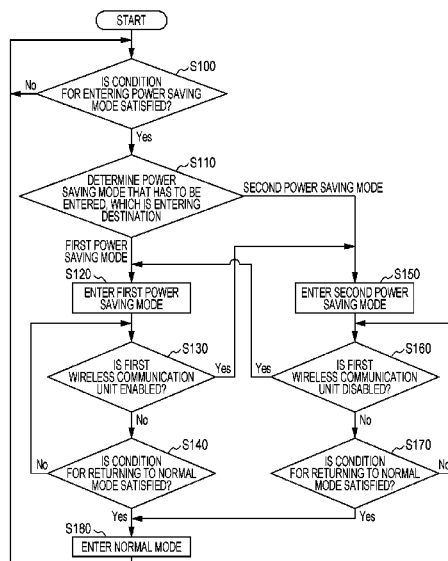 START
S100
IS CONDITION
FOR ENTERING POWER SAVING
MODE SATISFIED?
No
Yes
S110
DETERMINE POWER
SAVING MODE THAT HAS TO BE
ENTERED, WHICH IS ENTERING
DESTINATION
SECOND POWER SAVING MODE
FIRST POWER
SAVING MODE
S120
ENTER FIRST POWER
SAVING MODE
S150
ENTER SECOND POWER
SAVING MODE
S130
IS FIRST
WIRELESS COMMUNICATION
UNIT ENABLED?
Yes
No
S160
IS FIRST
WIRELESS COMMUNICATION
UNIT DISABLED?
Yes
No
S140
IS CONDITION
FOR RETURNING TO NORMAL
MODE SATISFIED?
No
Yes
S170
IS CONDITION
FOR RETURNING TO NORMAL
MODE SATISFIED?
No
Yes
S180
ENTER NORMAL MODE